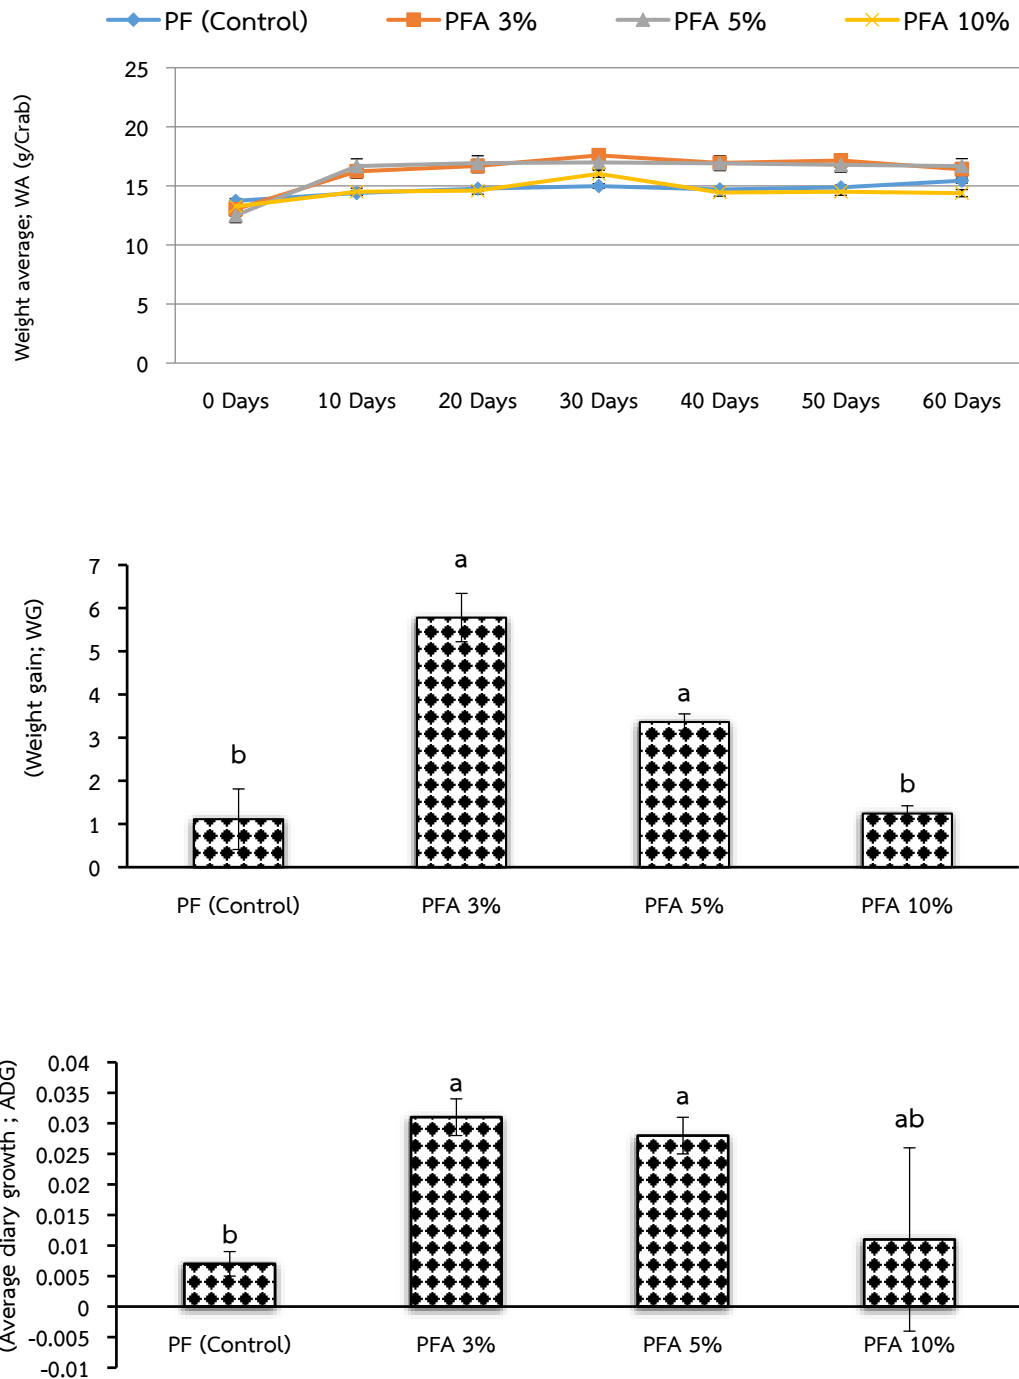 PF (Control) PFA 3% PFA 5% PFA 10%
Weight average; WA (g/Crab)
25
20
15
10
5
0
0 Days 10 Days 20 Days 30 Days 40 Days 50 Days 60 Days
(Weight gain; WG)
7
6
5
4
3
2
1
0
b
a
a
b
PF (Control) PFA 3% PFA 5% PFA 10%
(Average diary growth ; ADG)
0.04
0.035
0.03
0.025
0.02
0.015
0.01
0.005
0
-0.005
-0.01
b
a
a
ab
PF (Control) PFA 3% PFA 5% PFA 10%